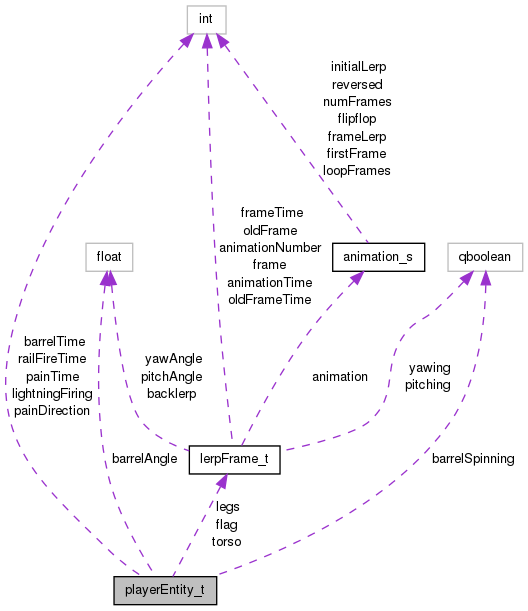 int
initialLerp
reversed
numFrames
flipflop
frameLerp
firstFrame
loopFrames
frameTime
oldFrame
animationNumber
frame
animationTime
oldFrameTime
float
animation_s
qboolean
barrelTime
railFireTime
painTime
lightningFiring
painDirection
yawAngle
pitchAngle
backlerp
animation
yawing
pitching
barrelAngle
lerpFrame_t
barrelSpinning
legs
flag
torso
playerEntity_t